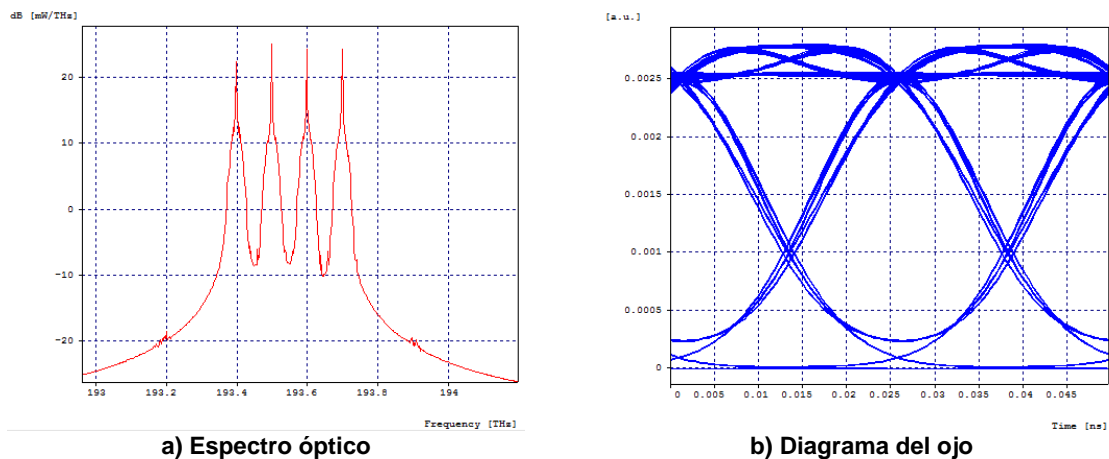 dB [mW/THz]
20
10
0
-10
-20
193 193.2 193.4 193.6 193.8 194
Frequency [THz]
a) Espectro óptico
[a.u.]
0.0025
0.002
0.0015
0.001
0.0005
0
0 0.005 0.01 0.015 0.02 0.025 0.03 0.035 0.04 0.045
Time [ns]
b) Diagrama del ojo